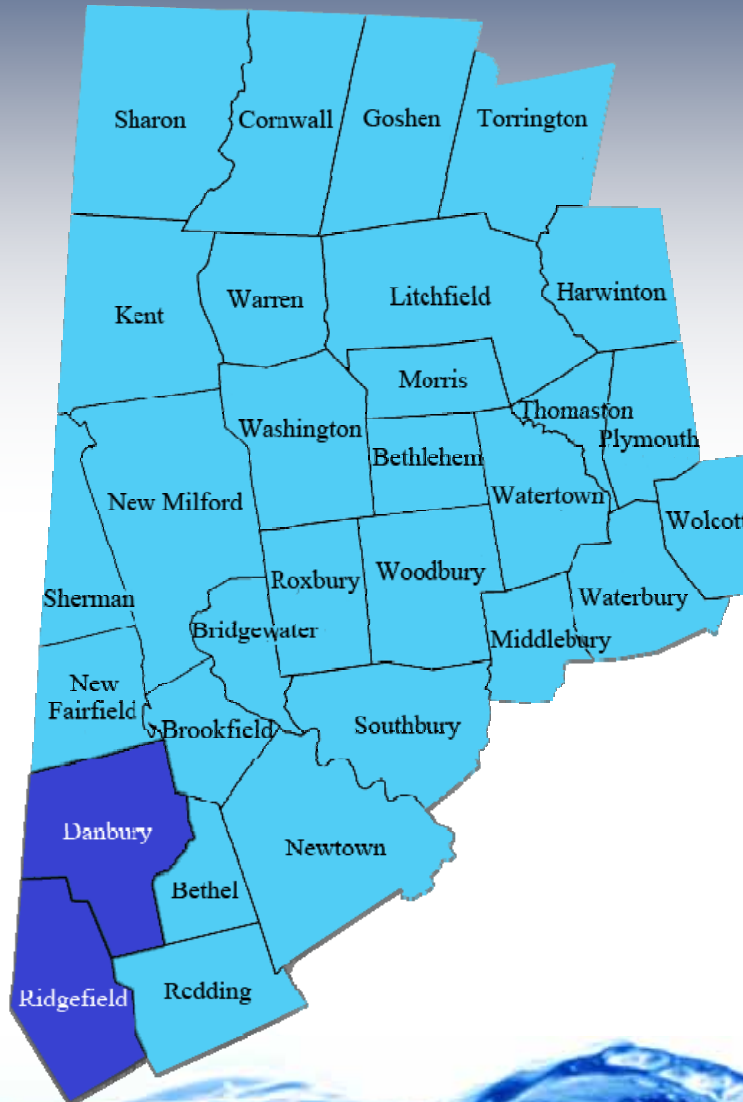 Sharon
Cornwall
Goshen
Torrington
Kent
Warren
Litchfield
Harwinton
Morris
Thomaston
Plymouth
Washington
Bethlehem
Watertown
Wolcott
New Milford
Roxbury
Woodbury
Sherman
Bridgewater
Middlebury
Waterbury
New
Fairfield
Brookfield
Southbury
Danbury
Newtown
Bethel
Ridgefield
Redding